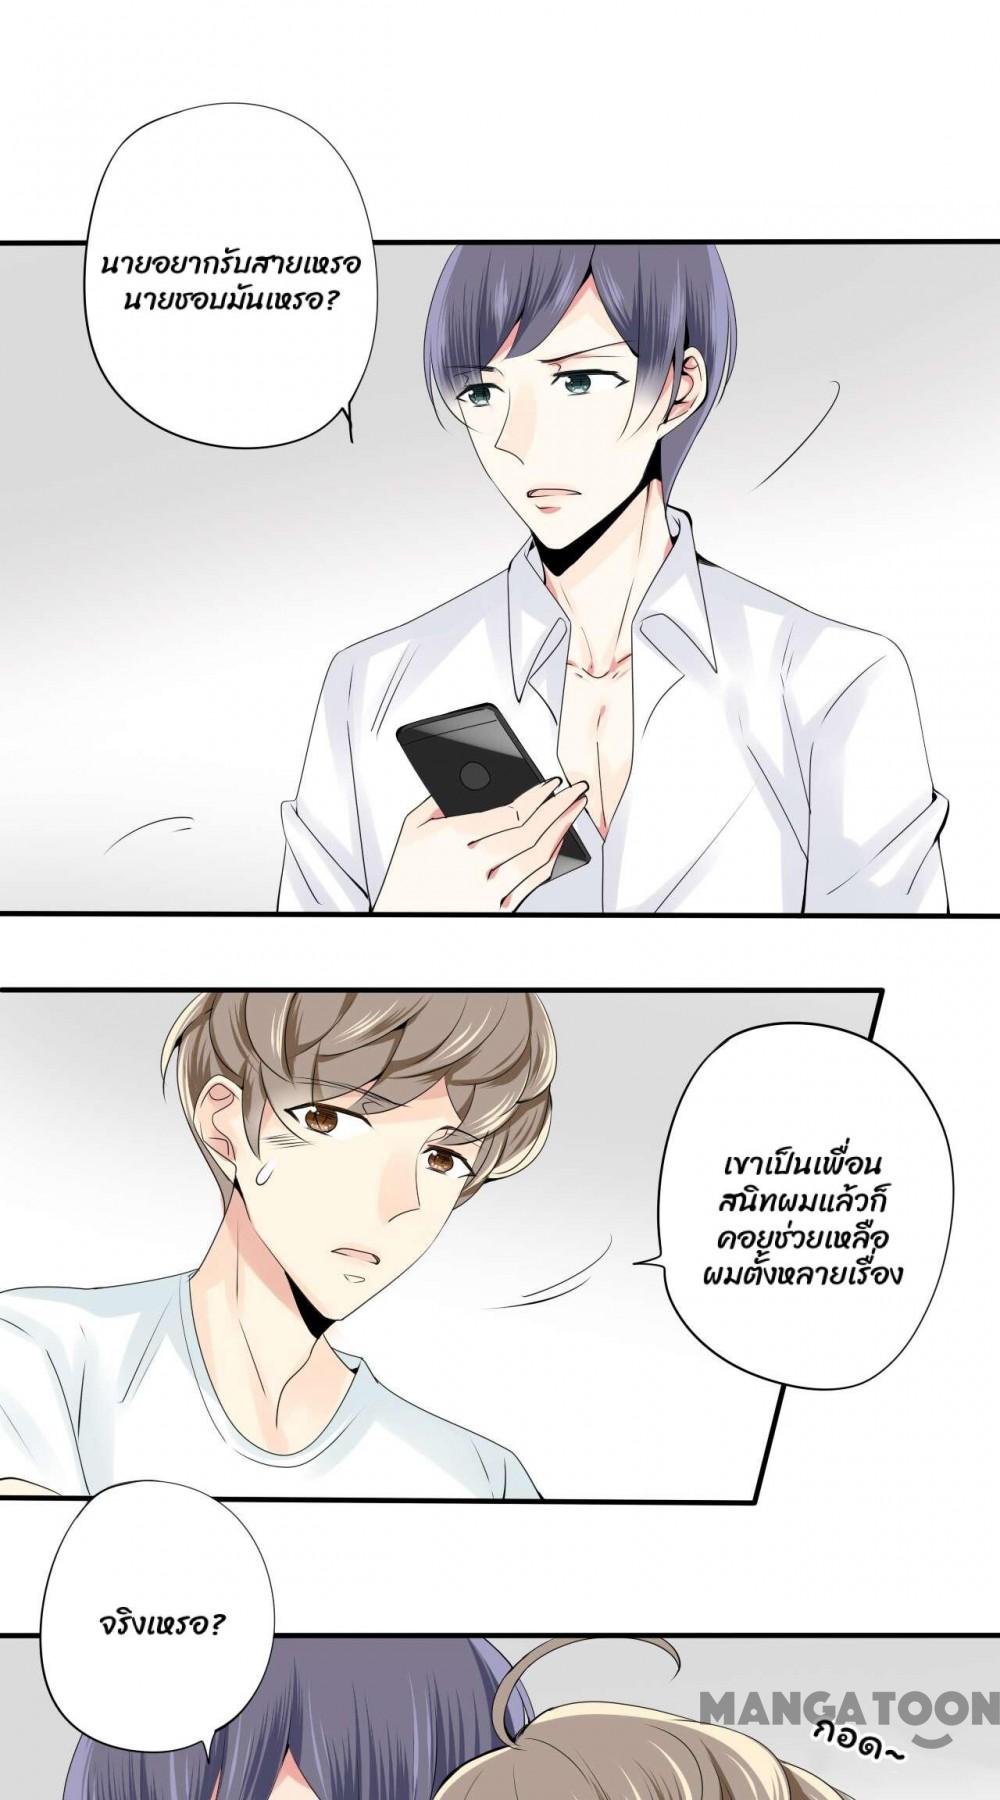 นายอยากรับสายเหรอ
นายชอบมันเหรอ?
เขาเป็นเพื่อน
สนิทผมแล้วก็
คอยช่วยเหลือ
ผมตั้งหลายเรื่อง
จริงเหรอ?
MANGATOON
กอด~